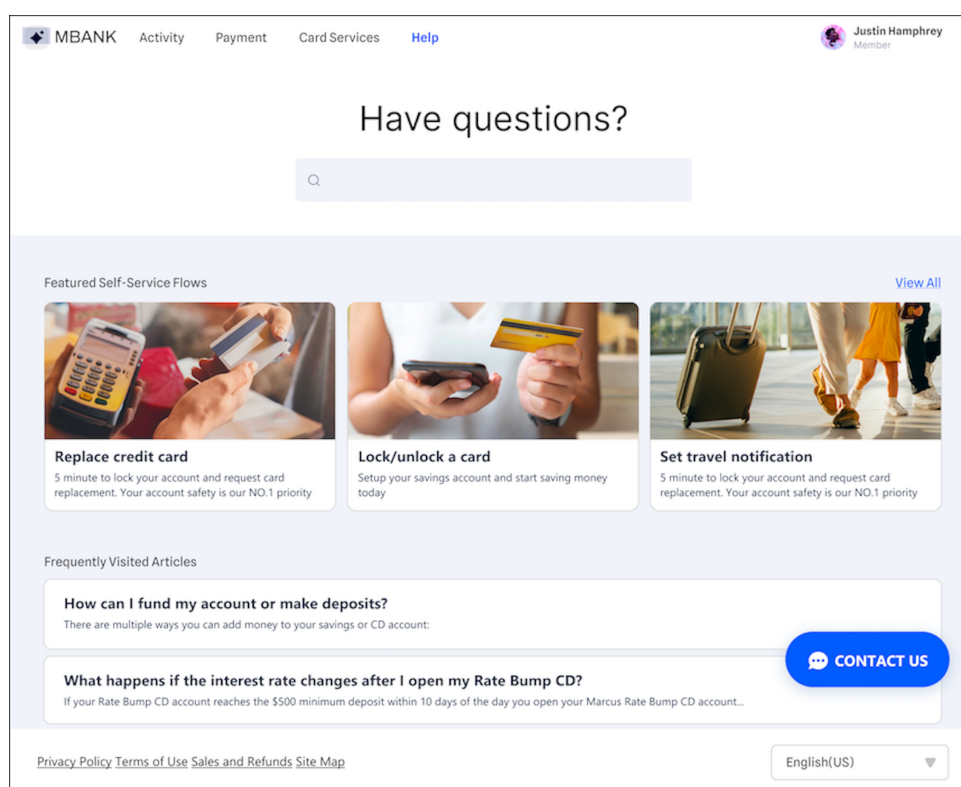 MBANK Activity Payment Card Services Help
Justin Hamphrey
Member
Have questions?
Featured Self-Service Flows View All
Replace credit card
5 minute to lock your account and request card
replacement. Your account safety is our NO.1 priority
Lock/unlock a card
Setup your savings account and start saving money
today
Set travel notification
5 minute to lock your account and request card
replacement. Your account safety is our NO.1 priority
Frequently Visited Articles
How can I fund my account or make deposits?
There are multiple ways you can add money to your savings or CD account:
CONTACT US
What happens if the interest rate changes after I open my Rate Bump CD?
If your Rate Bump CD account reaches the $500 minimum deposit within 10 days of the day you open your Marcus Rate Bump CD account...
Privacy Policy Terms of Use Sales and Refunds Site Map
English(US)